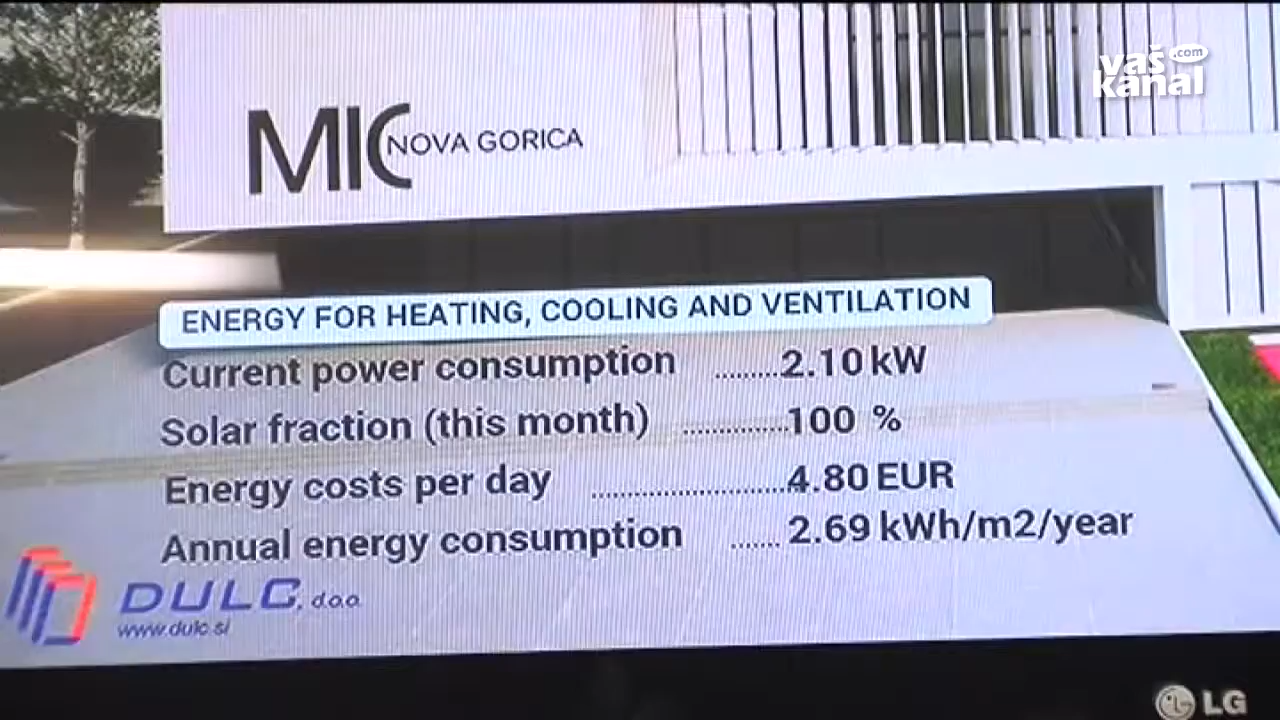 vaš.com
kanal
MIC NOVA GORICA
ENERGY FOR HEATING, COOLING AND VENTILATION
Current power consumption ..........2.10 kW
Solar fraction (this month) ................100 %
Energy costs per day ..............................4.80 EUR
Annual energy consumption ....... 2.69 kWh/m2/year
DULC, d.o.o.
www.dulc.si
LG